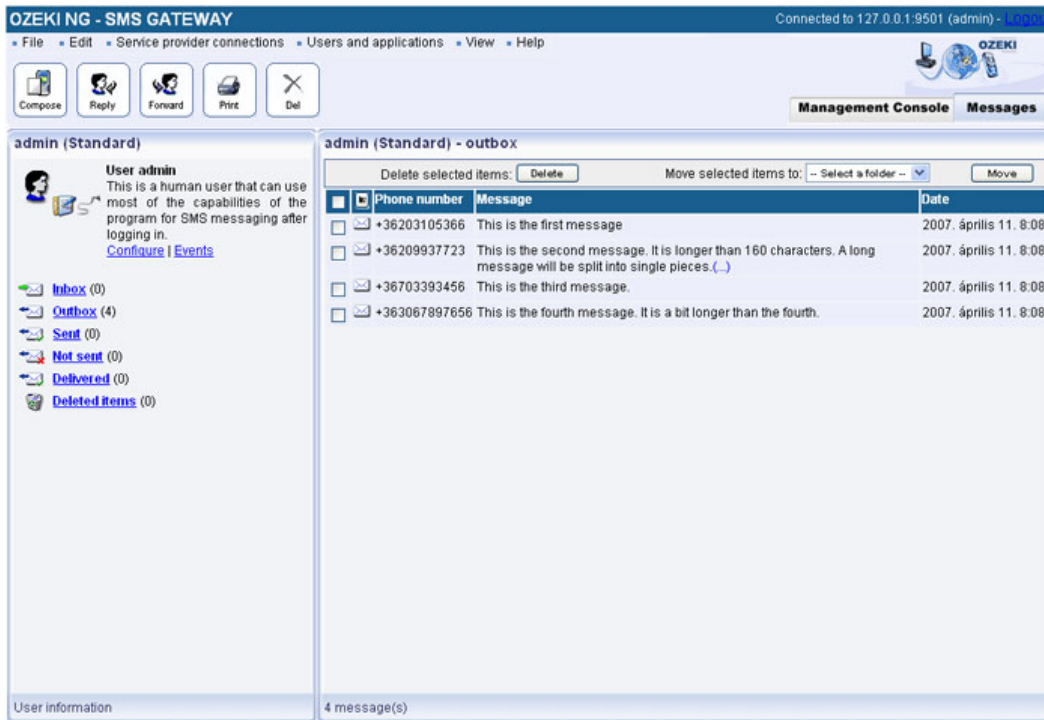 OZEKI NG - SMS GATEWAY
Connected to 127.0.0.1:9501 (admin) - Logout
File Edit Service provider connections Users and applications View Help
OZEKI
Compose Reply Forward Print Del
Management Console Messages
admin (Standard)
User admin
This is a human user that can use
most of the capabilities of the
program for SMS messaging after
logging in.
Configure | Events
Inbox (0)
Outbox (4)
Sent (0)
Not sent (0)
Delivered (0)
Deleted items (0)
User information
admin (Standard) - outbox
Delete selected items: Delete Move selected items to: -- Select a folder -- Move
Phone number Message Date
+36203105366 This is the first message 2007. április 11. 8:08
+36209937723 This is the second message. It is longer than 160 characters. A long 2007. április 11. 8:08
message will be split into single pieces.(...)
+36703393456 This is the third message. 2007. április 11. 8:08
+363067897656 This is the fourth message. It is a bit longer than the fourth. 2007. április 11. 8:08
4 message(s)